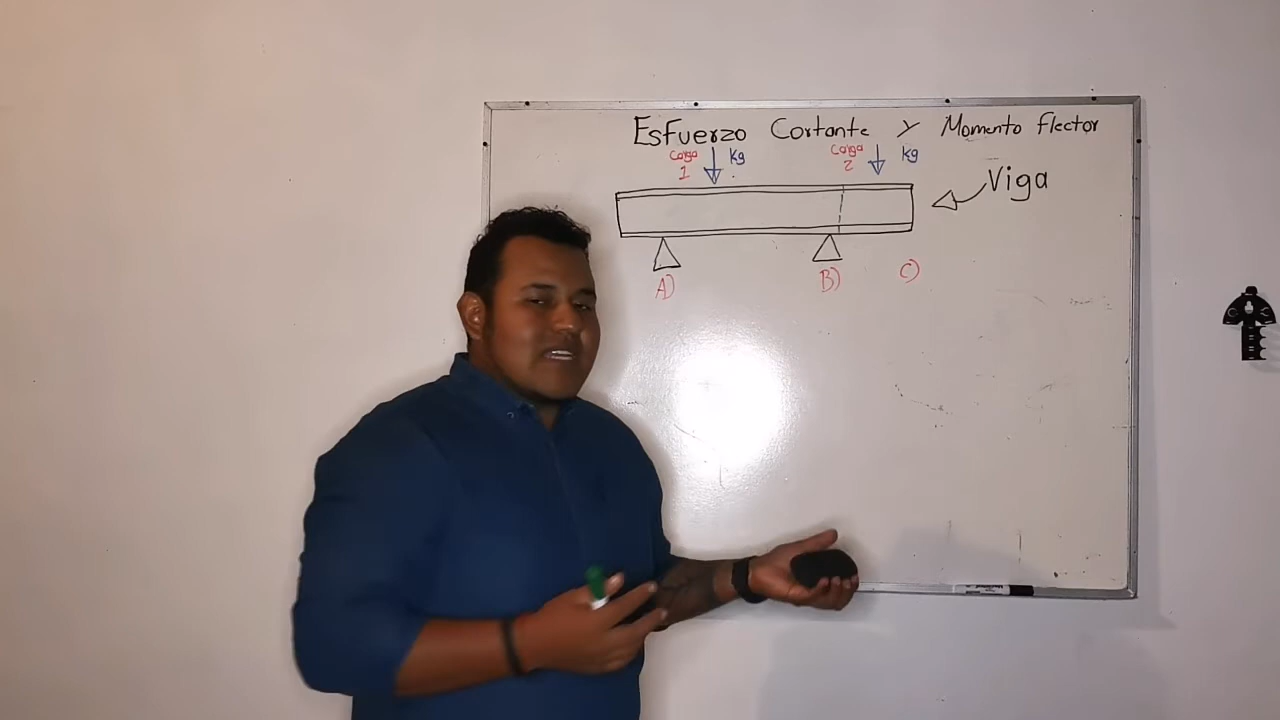 Esfuerzo Cortante y Momento flector
Carga 1 kg
Carga 2 kg
Viga
A) B) C)